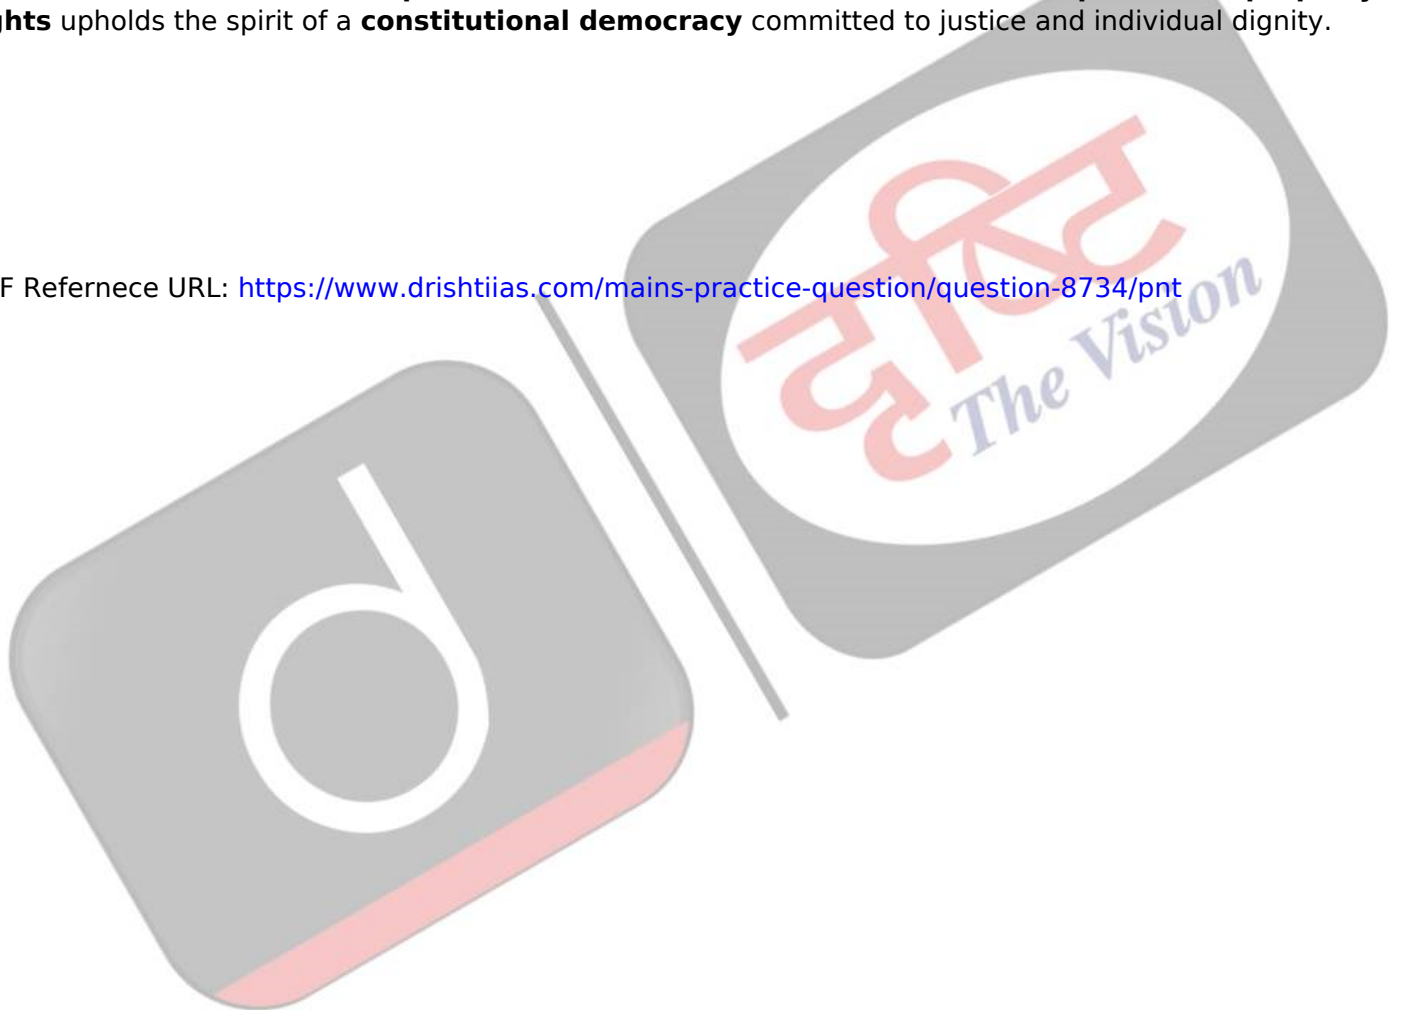 ghts upholds the spirit of a constitutional democracy committed to justice and individual dignity.
F Refernece URL: https://www.drishtiias.com/mains-practice-question/question-8734/pnt
दृष्टि
The Vision
d